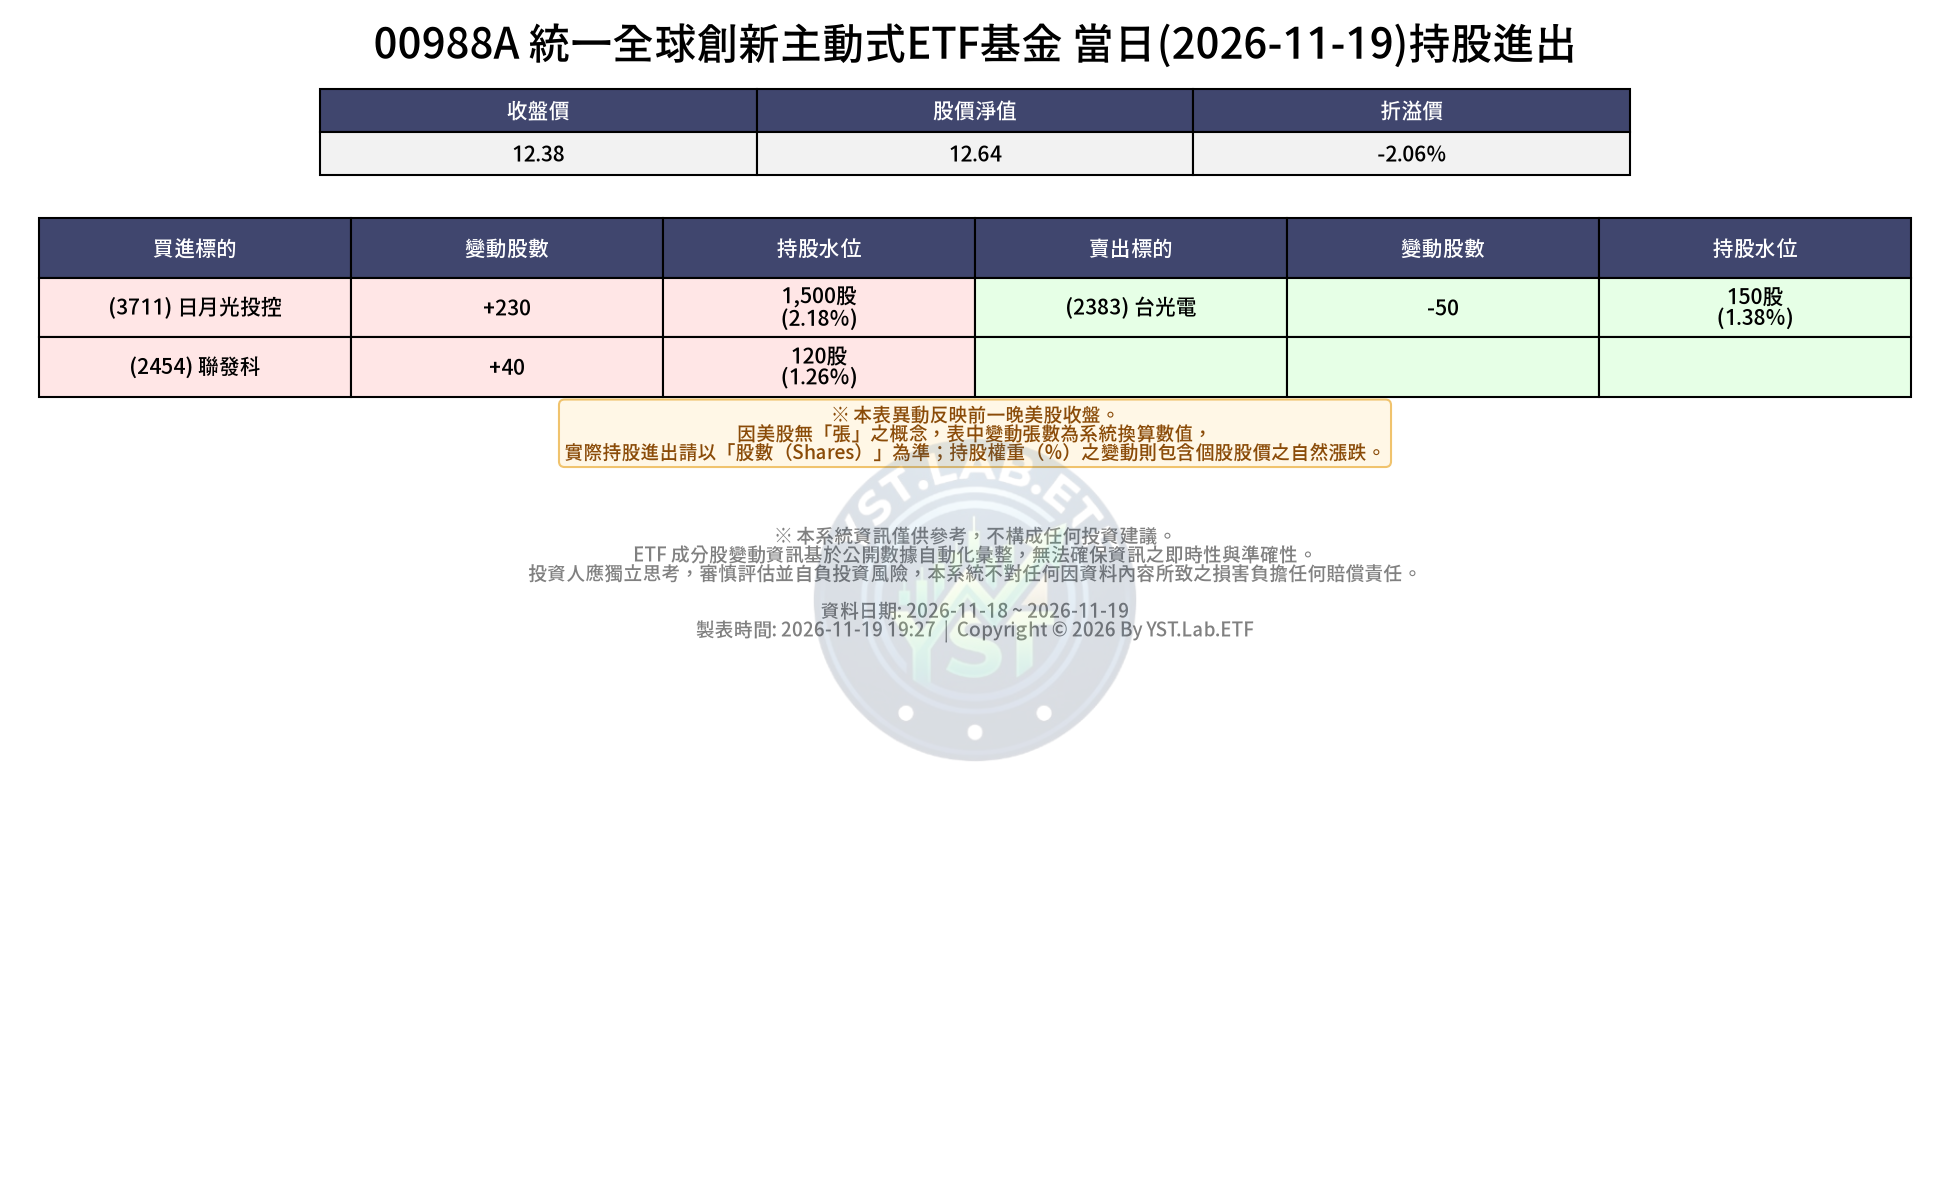 00988A 統一全球創新主動式ETF基金 當日(2026-11-19)持股進出
收盤價 股價淨值 折溢價
12.38 12.64 -2.06%
買進標的 變動股數 持股水位 賣出標的 變動股數 持股水位
(3711) 日月光投控 +230 1,500股 (2.18%) (2383) 台光電 -50 150股 (1.38%)
(2454) 聯發科 +40 120股 (1.26%)
※ 本表異動反映前一晚美股收盤。
因美股無「張」之概念，表中變動張數為系統換算數值，
實際持股進出請以「股數（Shares）」為準；持股權重（%）之變動則包含個股股價之自然漲跌。
YST.LAB.ET
※ 本系統資訊僅供參考，不構成任何投資建議。
ETF 成分股變動資訊基於公開數據自動化彙整，無法確保資訊之即時性與準確性。
投資人應獨立思考，審慎評估並自負投資風險，本系統不對任何因資料內容所致之損害負擔任何賠償責任。
資料日期: 2026-11-18 ~ 2026-11-19
製表時間: 2026-11-19 19:27 | Copyright © 2026 By YST.Lab.ETF
YST